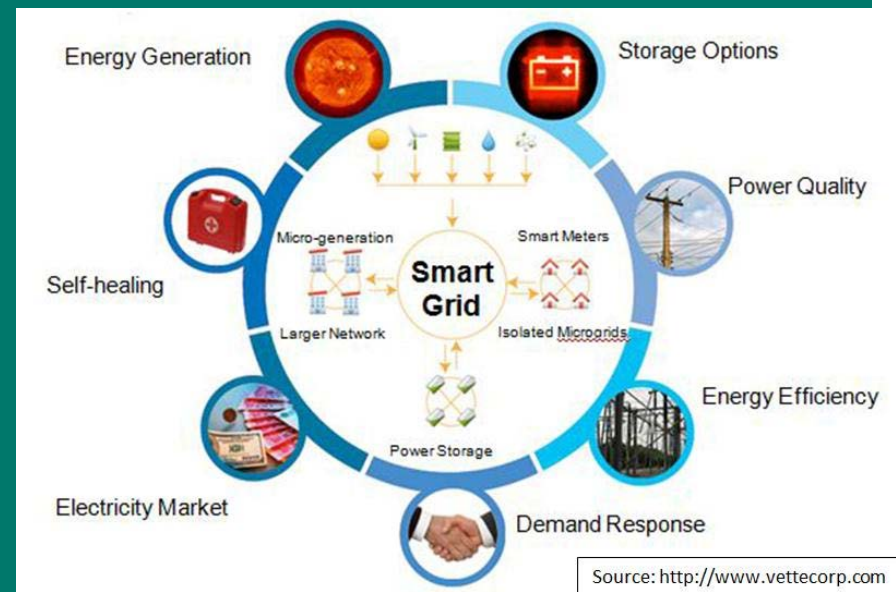 Energy Generation
Storage Options
Power Quality
Self-healing
Micro-generation
Smart Meters
Smart
Grid
Larger Network
Isolated Microgrids
Power Storage
Energy Efficiency
Electricity Market
Demand Response
Source: http://www.vettecorp.com